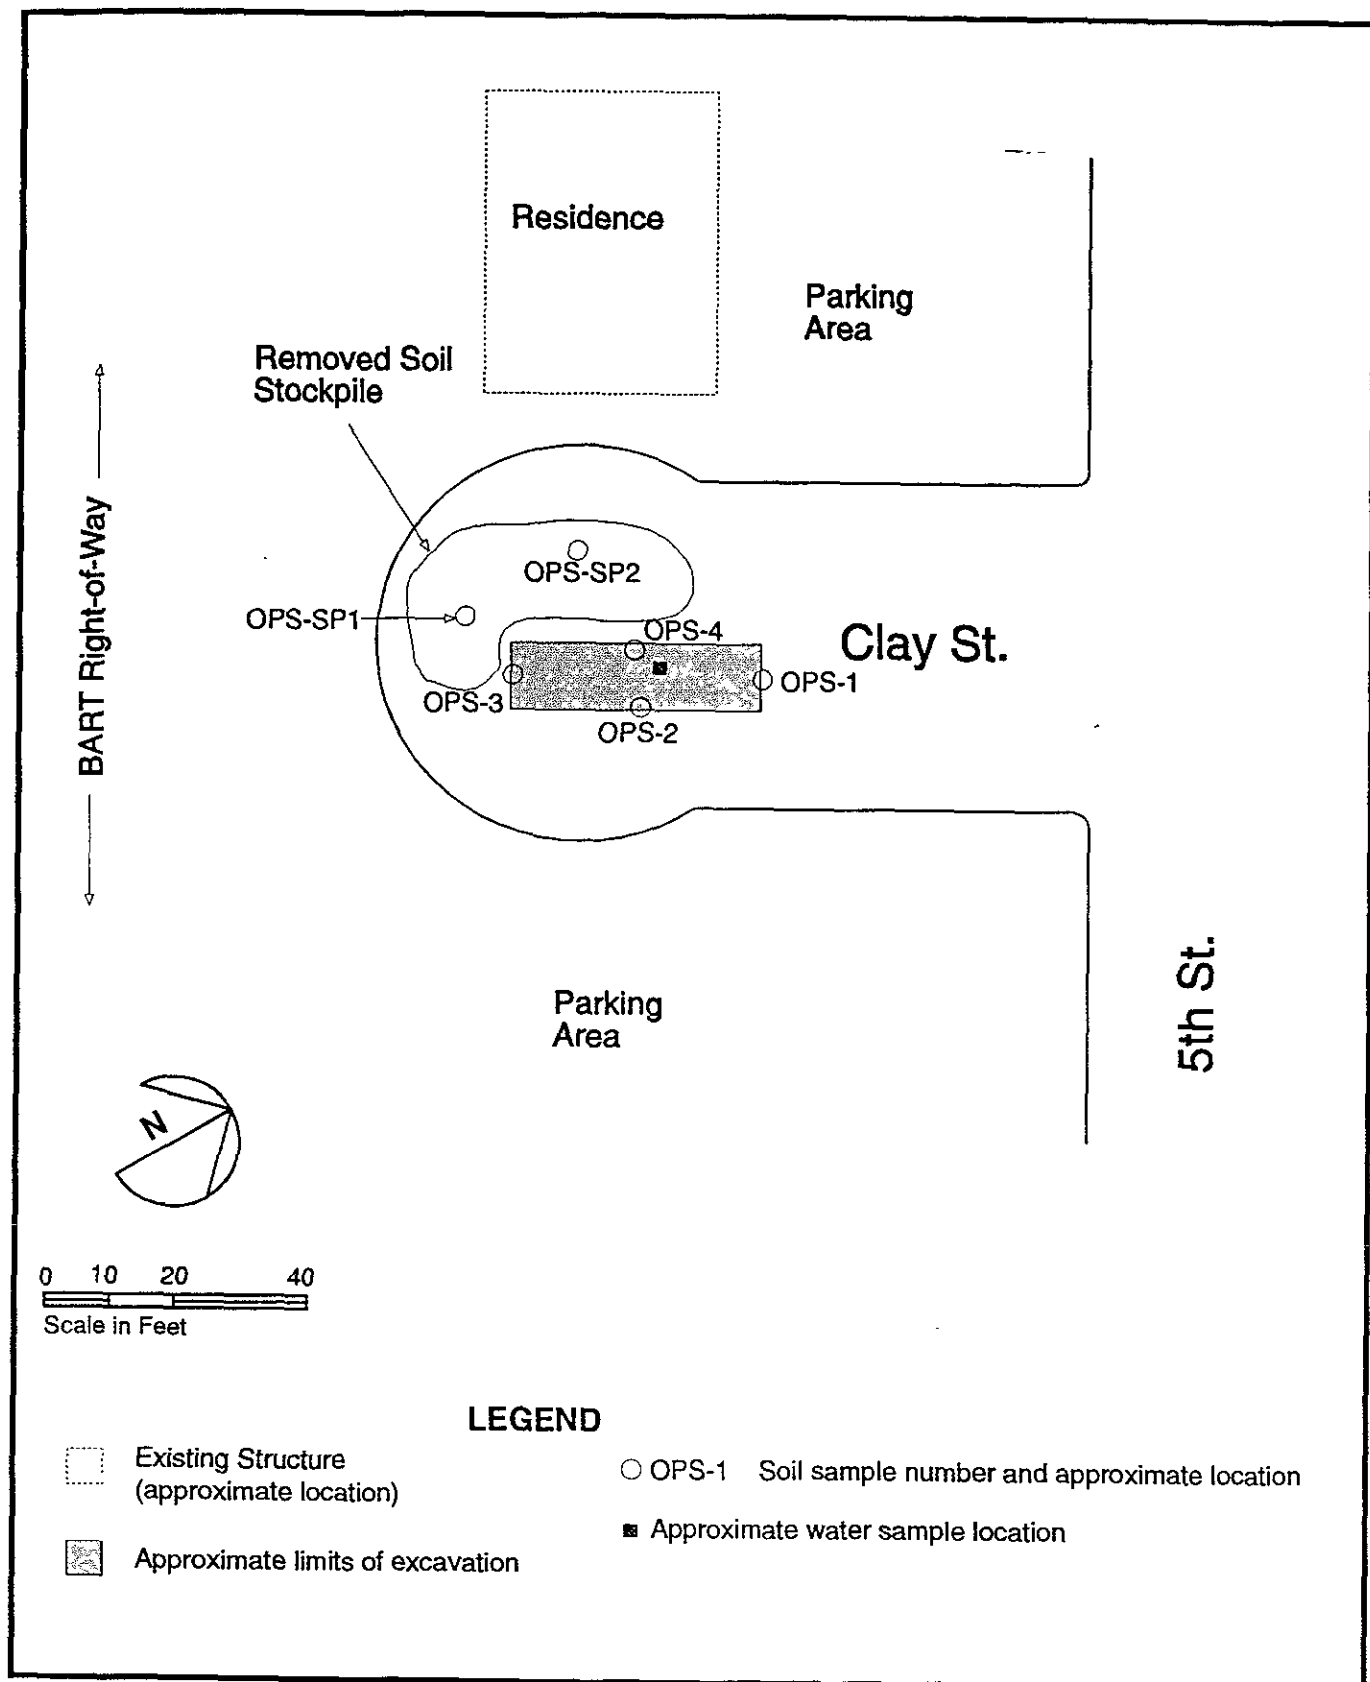 Residence
Parking
Area
Removed Soil
Stockpile
BART Right-of-Way
OPS-SP2
OPS-SP1
OPS-4
Clay St.
OPS-3
OPS-1
OPS-2
Parking
Area
5th St.
N
0 10 20 40
Scale in Feet
LEGEND
Existing Structure
(approximate location)
OPS-1 Soil sample number and approximate location
Approximate water sample location
Approximate limits of excavation